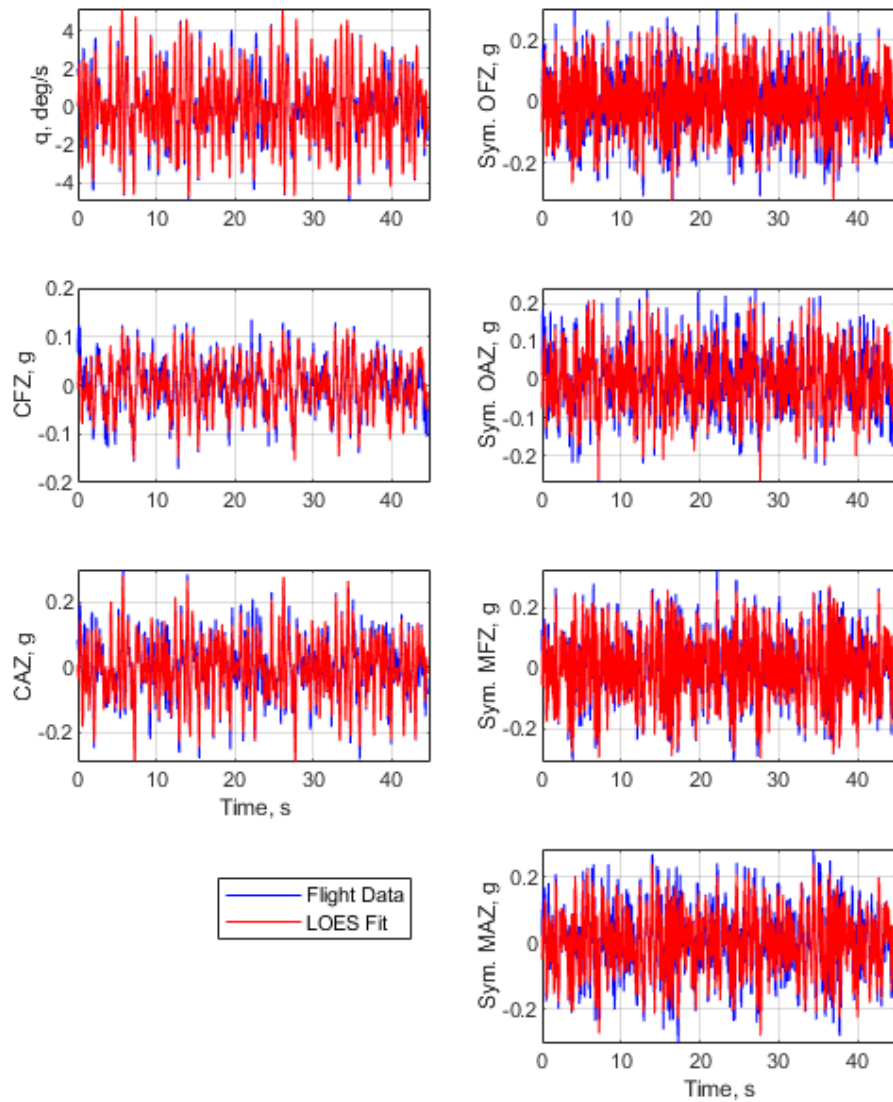 q, deg/s
4
2
0
-2
-4
0 10 20 30 40
Sym. OFZ, g
0.2
0
-0.2
0 10 20 30 40
CFZ, g
0.2
0.1
0
-0.1
-0.2
0 10 20 30 40
Sym. OAZ, g
0.2
0.1
0
-0.1
-0.2
0 10 20 30 40
CAZ, g
0.2
0
-0.2
0 10 20 30 40
Time, s
Sym. MFZ, g
0.2
0
-0.2
0 10 20 30 40
Flight Data
LOES Fit
Sym. MAZ, g
0.2
0
-0.2
0 10 20 30 40
Time, s